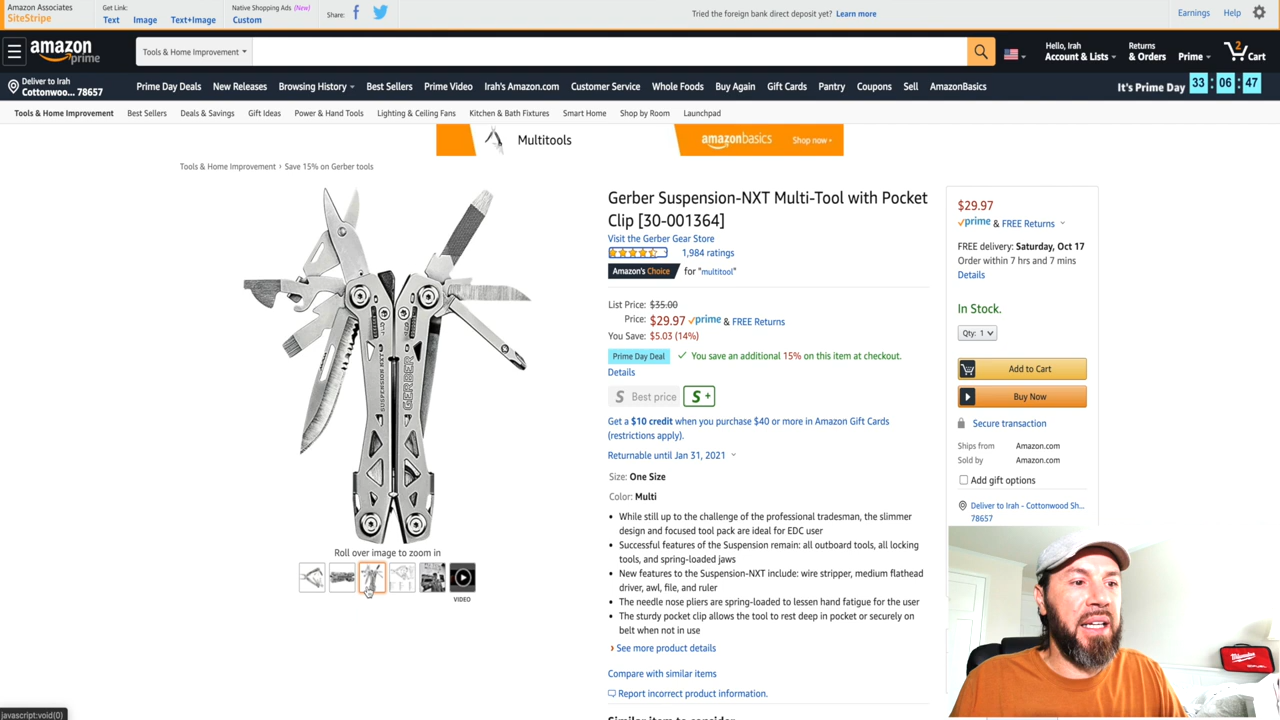 Amazon Associates
SiteStripe
Get Link:
Text Image Text+Image
Native Shopping Ads (New)
Custom
Share:
Tried the foreign bank direct deposit yet? Learn more
Earnings Help
amazon
prime
Tools & Home Improvement
Hello, Irah
Account & Lists
Returns
& Orders
Prime
2
Cart
Deliver to Irah
Cottonwoo... 78657
Prime Day Deals New Releases Browsing History Best Sellers Prime Video Irah's Amazon.com Customer Service Whole Foods Buy Again Gift Cards Pantry Coupons Sell AmazonBasics
It's Prime Day 33 : 06 : 47
Tools & Home Improvement Best Sellers Deals & Savings Gift Ideas Power & Hand Tools Lighting & Ceiling Fans Kitchen & Bath Fixtures Smart Home Shop by Room Launchpad
Multitools amazonbasics Shop now ›
Tools & Home Improvement › Save 15% on Gerber tools
Gerber Suspension-NXT Multi-Tool with Pocket
Clip [30-001364]
Visit the Gerber Gear Store
1,984 ratings
Amazon's Choice for "multitool"
List Price: $35.00
Price: $29.97 prime & FREE Returns
You Save: $5.03 (14%)
Prime Day Deal You save an additional 15% on this item at checkout.
Details
S Best price S+
Get a $10 credit when you purchase $40 or more in Amazon Gift Cards
(restrictions apply).
Returnable until Jan 31, 2021
Size: One Size
Color: Multi
• While still up to the challenge of the professional tradesman, the slimmer
design and focused tool pack are ideal for EDC user
• Successful features of the Suspension remain: all outboard tools, all locking
tools, and spring-loaded jaws
• New features to the Suspension-NXT include: wire stripper, medium flathead
driver, awl, file, and ruler
• The needle nose pliers are spring-loaded to lessen hand fatigue for the user
• The sturdy pocket clip allows the tool to rest deep in pocket or securely on
belt when not in use
› See more product details
Compare with similar items
Report incorrect product information.
Similar item to consider
SUSPENSION-NXT
GERBER
Roll over image to zoom in
VIDEO
$29.97
prime & FREE Returns
FREE delivery: Saturday, Oct 17
Order within 7 hrs and 7 mins
Details
In Stock.
Qty: 1
Add to Cart
Buy Now
Secure transaction
Ships from Amazon.com
Sold by Amazon.com
Add gift options
Deliver to Irah - Cottonwood Sh...
78657
Milwaukee
FUEL
javascript:void(0)